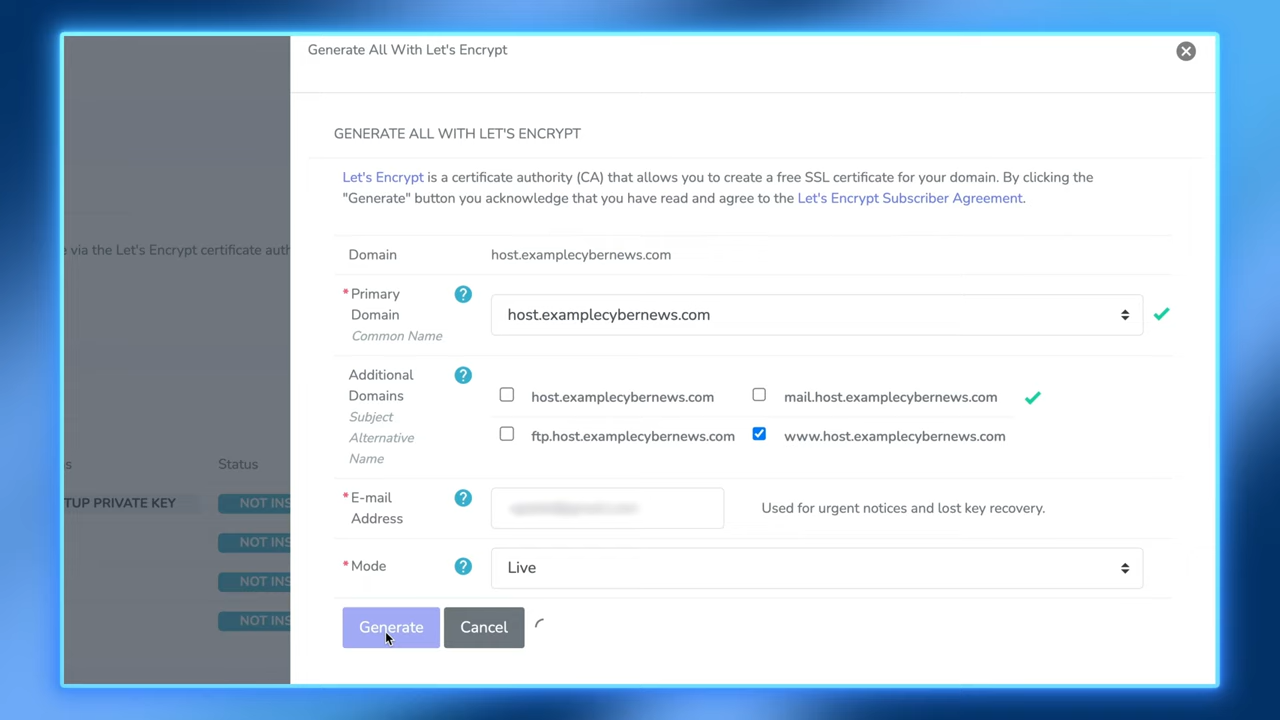 Generate All With Let's Encrypt
GENERATE ALL WITH LET'S ENCRYPT
Let's Encrypt is a certificate authority (CA) that allows you to create a free SSL certificate for your domain. By clicking the
"Generate" button you acknowledge that you have read and agree to the Let's Encrypt Subscriber Agreement.
via the Let's Encrypt certificate
Domain
host.examplecybernews.com
* Primary
Domain
Common Name
host.examplecybernews.com
Additional
Domains
Subject
Alternative
Name
host.examplecybernews.com
mail.host.examplecybernews.com
ftp.host.examplecybernews.com
www.host.examplecybernews.com
Status
TUP PRIVATE KEY
NOT INS
NOT INS
NOT INS
NOT INS
* E-mail
Address
Used for urgent notices and lost key recovery.
* Mode
Live
Generate
Cancel